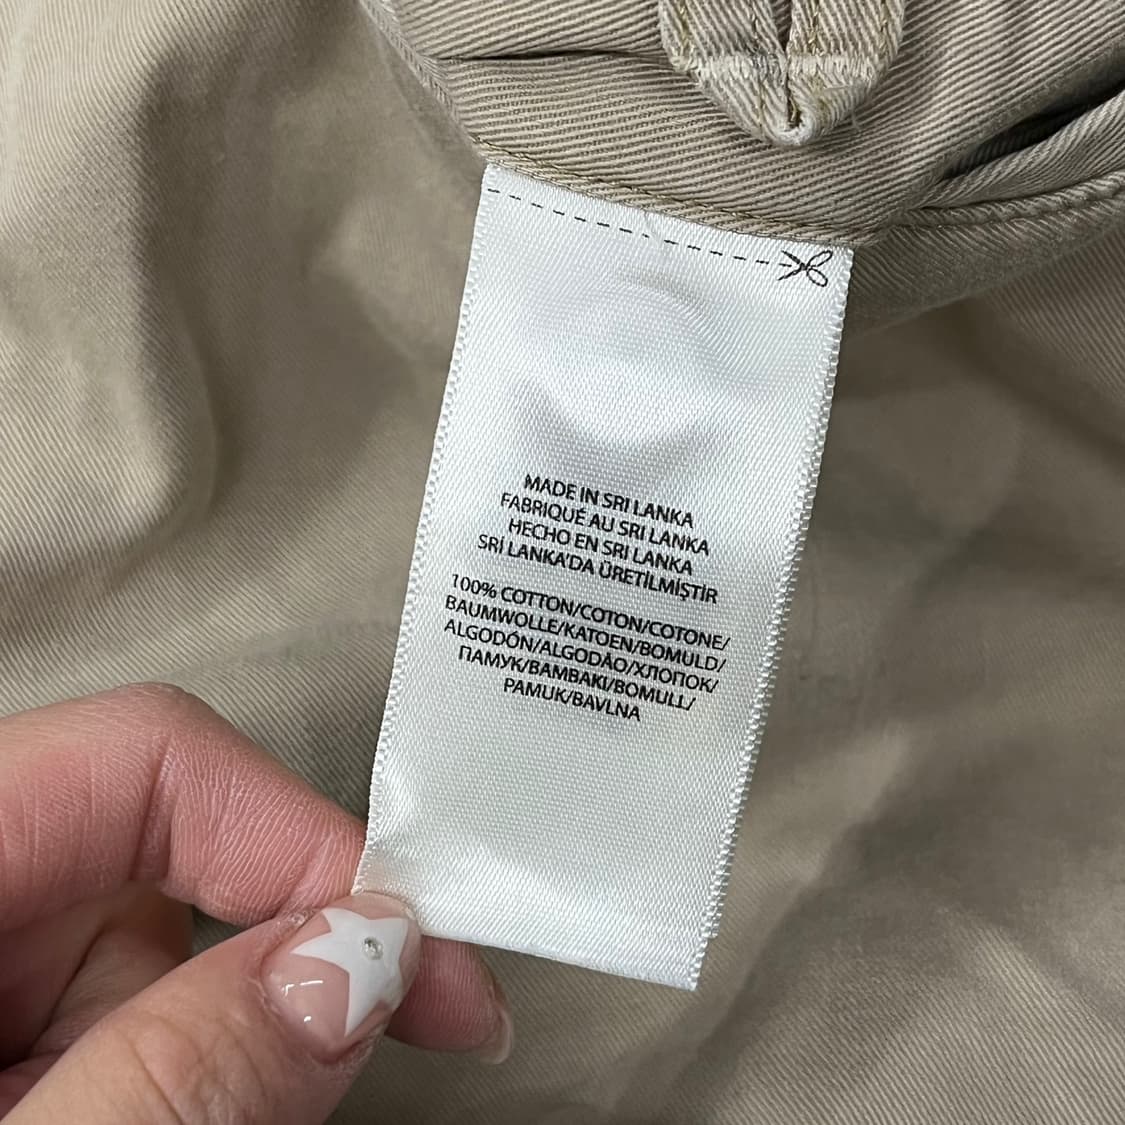 MADE IN SRI LANKA
FABRIQUÉ AU SRI LANKA
HECHO EN SRI LANKA
SRİ LANKA'DA ÜRETİLMİŞTİR
100% COTTON/COTON/COTONE/
BAUMWOLLE/KATOEN/BOMULD/
ALGODÓN/ALGODÃO/ХЛОПОК/
ПАМУК/BAMBAKI/BOMULL/
PAMUK/BAVLNA